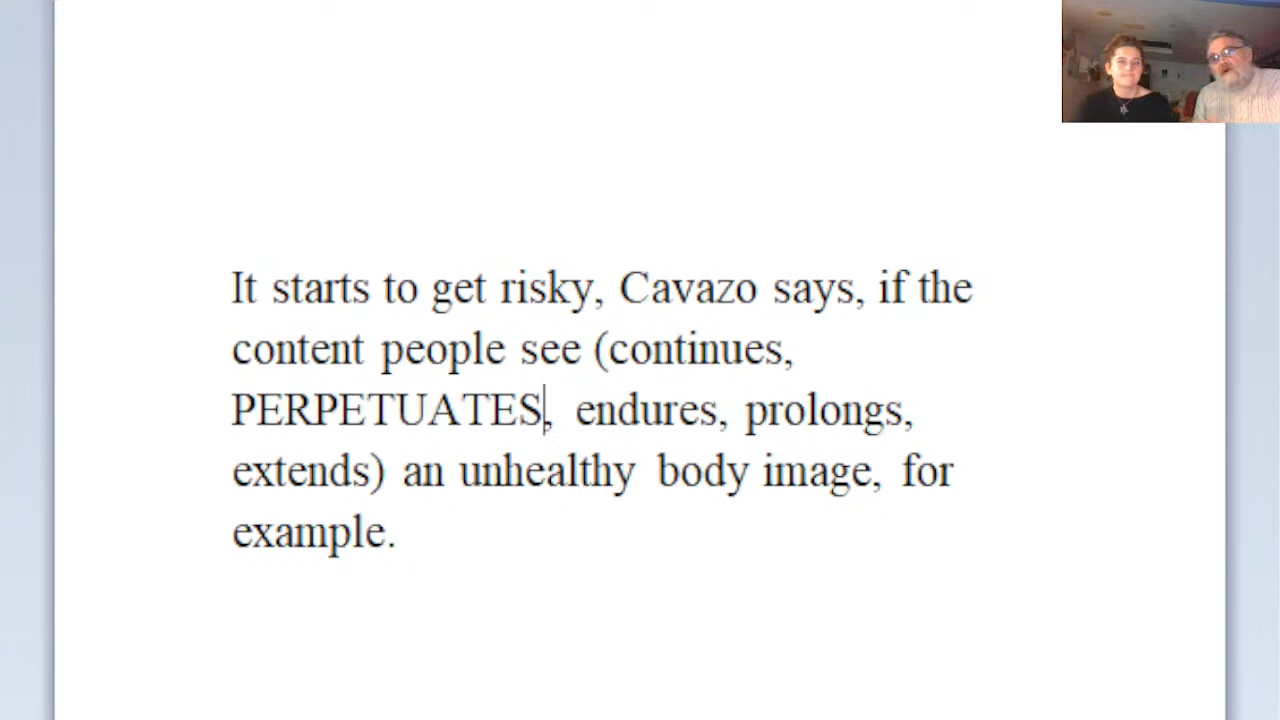 It starts to get risky, Cavazo says, if the
content people see (continues,
PERPETUATES, endures, prolongs,
extends) an unhealthy body image, for
example.